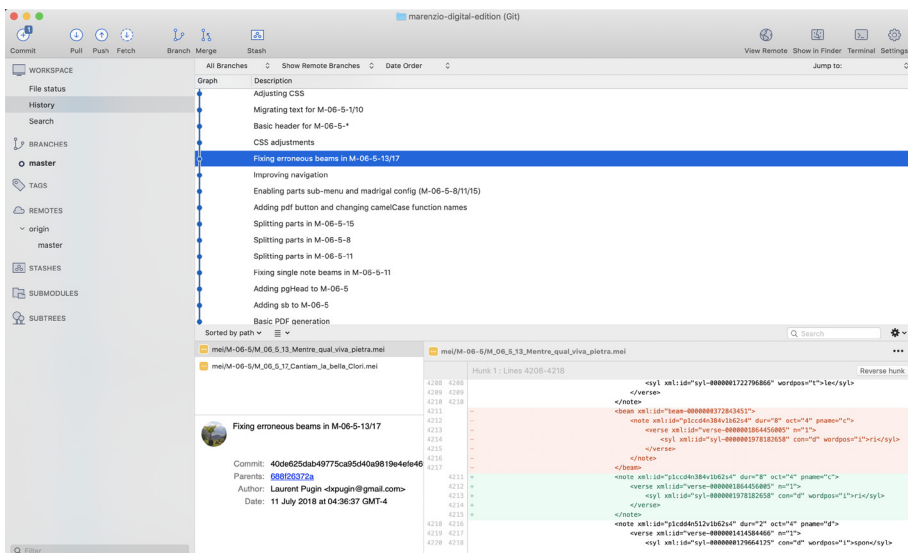 marenzio-digital-edition (Git)
Commit Pull Push Fetch Branch Merge Stash View Remote Show in Finder Terminal Settings
WORKSPACE
File status
History
Search
BRANCHES
master
TAGS
REMOTES
origin
master
STASHES
SUBMODULES
SUBTREES
Filter
All Branches Show Remote Branches Date Order Jump to:
Graph Description
Adjusting CSS
Migrating text for M-06-5-1/10
Basic header for M-06-5-*
CSS adjustments
Fixing erroneous beams in M-06-5-13/17
Improving navigation
Enabling parts sub-menu and madrigal config (M-06-5-8/11/15)
Adding pdf button and changing camelCase function names
Splitting parts in M-06-5-15
Splitting parts in M-06-5-8
Splitting parts in M-06-5-11
Fixing single note beams in M-06-5-11
Adding pgHead to M-06-5
Adding sb to M-06-5
Basic PDF generation
Sorted by path Search
mei/M-06-5/M_06_5_13_Mentre_qual_viva_pietra.mei
mei/M-06-5/M_06_5_17_Cantiam_la_bella_Clori.mei
Fixing erroneous beams in M-06-5-13/17
Commit: 40de625dab49775ca95d40a9819e4efe46
Parents: 688f26372a
Author: Laurent Pugin <lxpugin@gmail.com>
Date: 11 July 2018 at 04:36:37 GMT-4
mei/M-06-5/M_06_5_13_Mentre_qual_viva_pietra.mei
Hunk 1 : Lines 4208-4218 Reverse hunk
4208 4208 <syl xml:id="syl-0000001722796866" wordpos="t">le</syl>
4209 4209 </verse>
4210 4210 </note>
4211 - <beam xml:id="beam-0000000372843451">
4212 - <note xml:id="p1ccd4n384v1b62s4" dur="8" oct="4" pname="c">
4213 - <verse xml:id="verse-0000001864456005" n="1">
4214 - <syl xml:id="syl-0000001978182658" con="d" wordpos="i">ri</syl>
4215 - </verse>
4216 - </note>
4217 - </beam>
4211 + <note xml:id="p1ccd4n384v1b62s4" dur="8" oct="4" pname="c">
4212 + <verse xml:id="verse-0000001864456005" n="1">
4213 + <syl xml:id="syl-0000001978182658" con="d" wordpos="i">ri</syl>
4214 + </verse>
4215 + </note>
4218 4216 <note xml:id="p1cdd4n512v1b62s4" dur="2" oct="4" pname="d">
4219 4217 <verse xml:id="verse-0000001414584466" n="1">
4220 4218 <syl xml:id="syl-0000000129664125" con="d" wordpos="i">spon</syl>